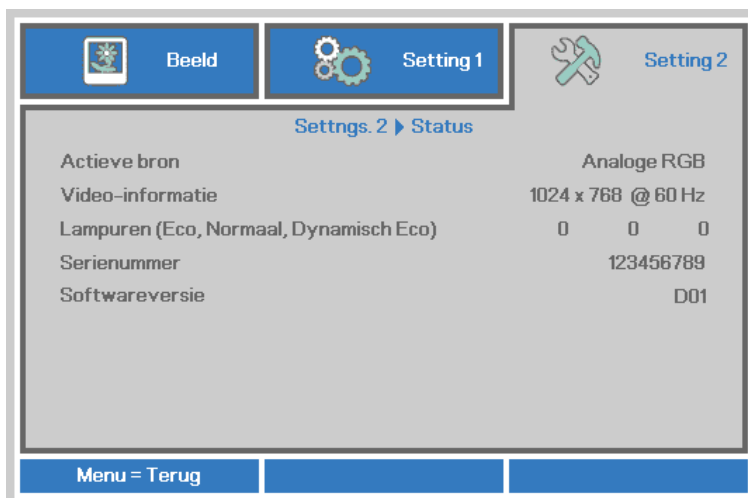 Beeld Setting 1 Setting 2
Settngs. 2 Status
Actieve bron Analoge RGB
Video-informatie 1024 x 768 @ 60 Hz
Lampuren (Eco, Normaal, Dynamisch Eco) 0 0 0
Serienummer 123456789
Softwareversie D01
Menu = Terug